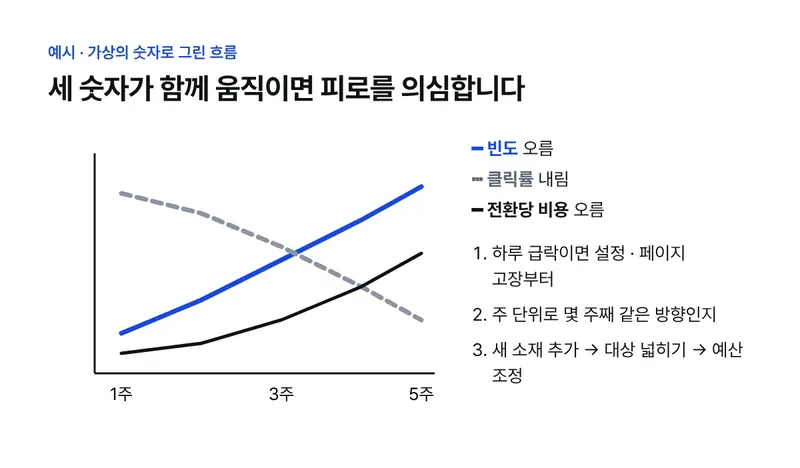 예시 · 가상의 숫자로 그린 흐름
세 숫자가 함께 움직이면 피로를 의심합니다
빈도 오름
클릭률 내림
전환당 비용 오름
1. 하루 급락이면 설정 · 페이지
고장부터
2. 주 단위로 몇 주째 같은 방향인지
3. 새 소재 추가 → 대상 넓히기 → 예산
조정
1주
3주
5주